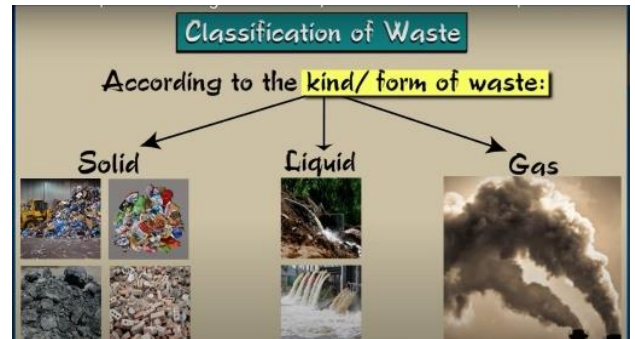 Classification of Waste
According to the kind/ form of waste:
Solid
Liquid
Gas